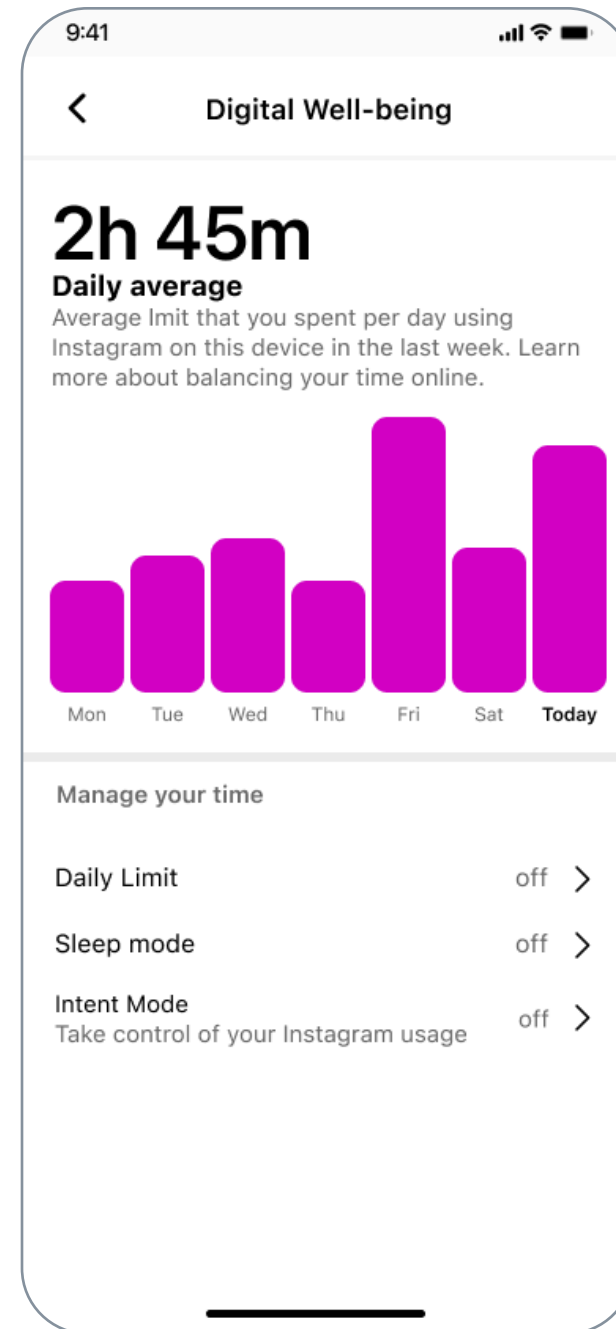 9:41
Digital Well-being
2h 45m
Daily average
Average lmit that you spent per day using
Instagram on this device in the last week. Learn
more about balancing your time online.
Mon Tue Wed Thu Fri Sat Today
Manage your time
Daily Limit off
Sleep mode off
Intent Mode
Take control of your Instagram usage off